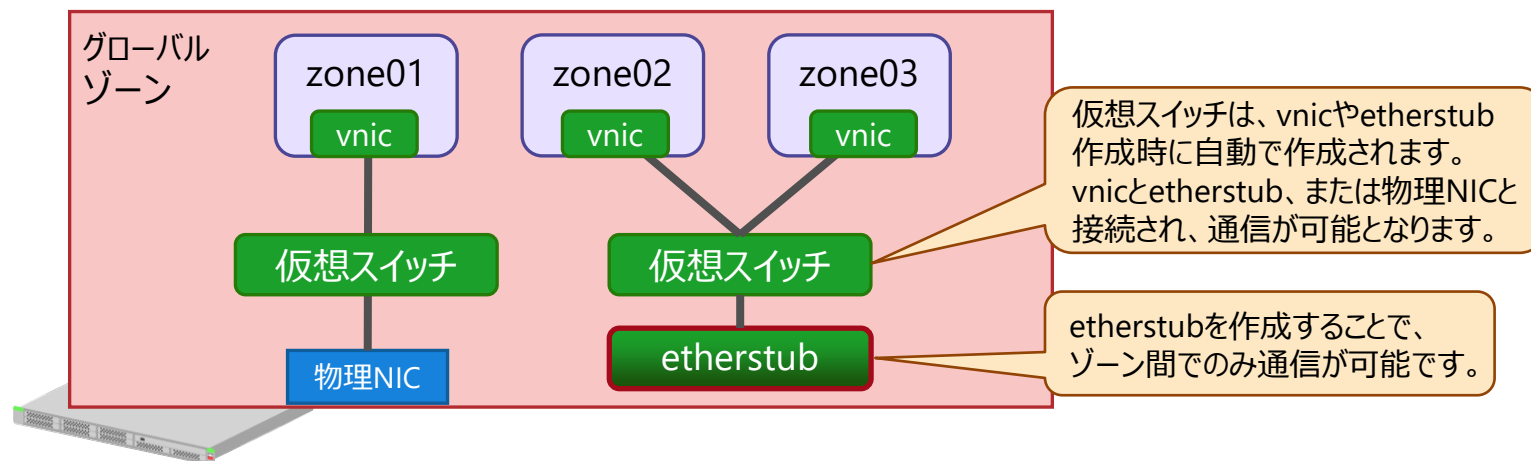 グローバル
ゾーン
zone01
zone02
zone03
vnic
vnic
vnic
仮想スイッチは、vnicやetherstub
作成時に自動で作成されます。
vnicとetherstub、または物理NICと
接続され、通信が可能となります。
仮想スイッチ
仮想スイッチ
etherstubを作成することで、
ゾーン間でのみ通信が可能です。
etherstub
物理NIC